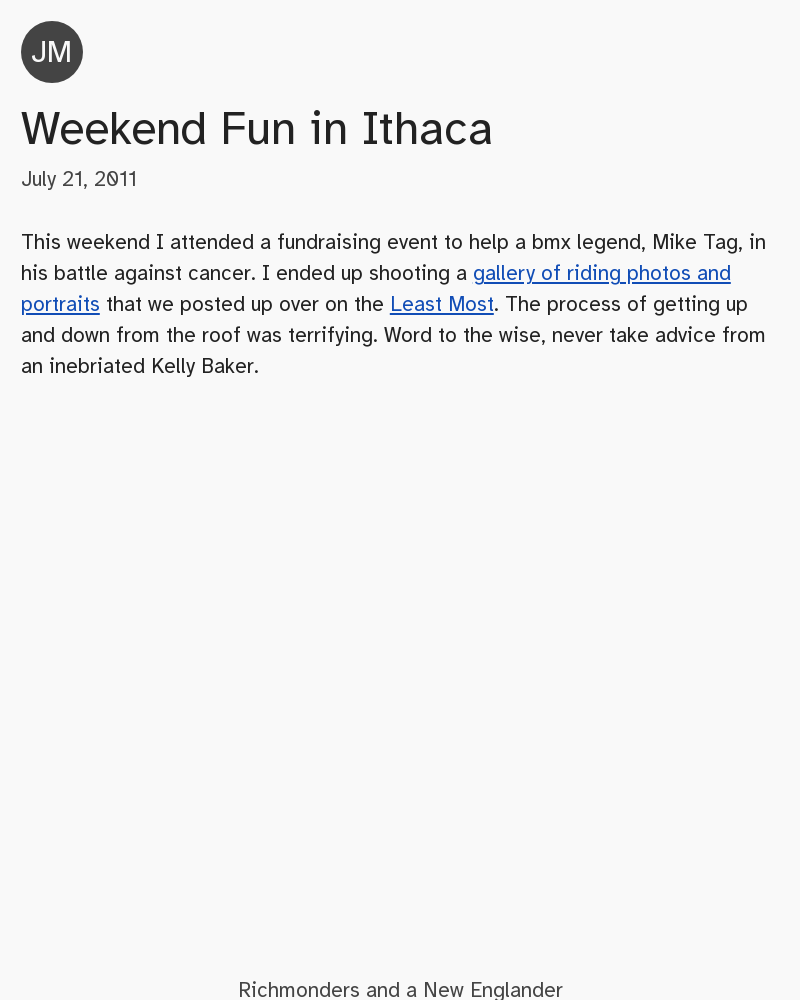 JM
Weekend Fun in Ithaca
July 21, 2011
This weekend I attended a fundraising event to help a bmx legend, Mike Tag, in
his battle against cancer. I ended up shooting a gallery of riding photos and
portraits that we posted up over on the Least Most. The process of getting up
and down from the roof was terrifying. Word to the wise, never take advice from
an inebriated Kelly Baker.
Richmonders and a New Englander